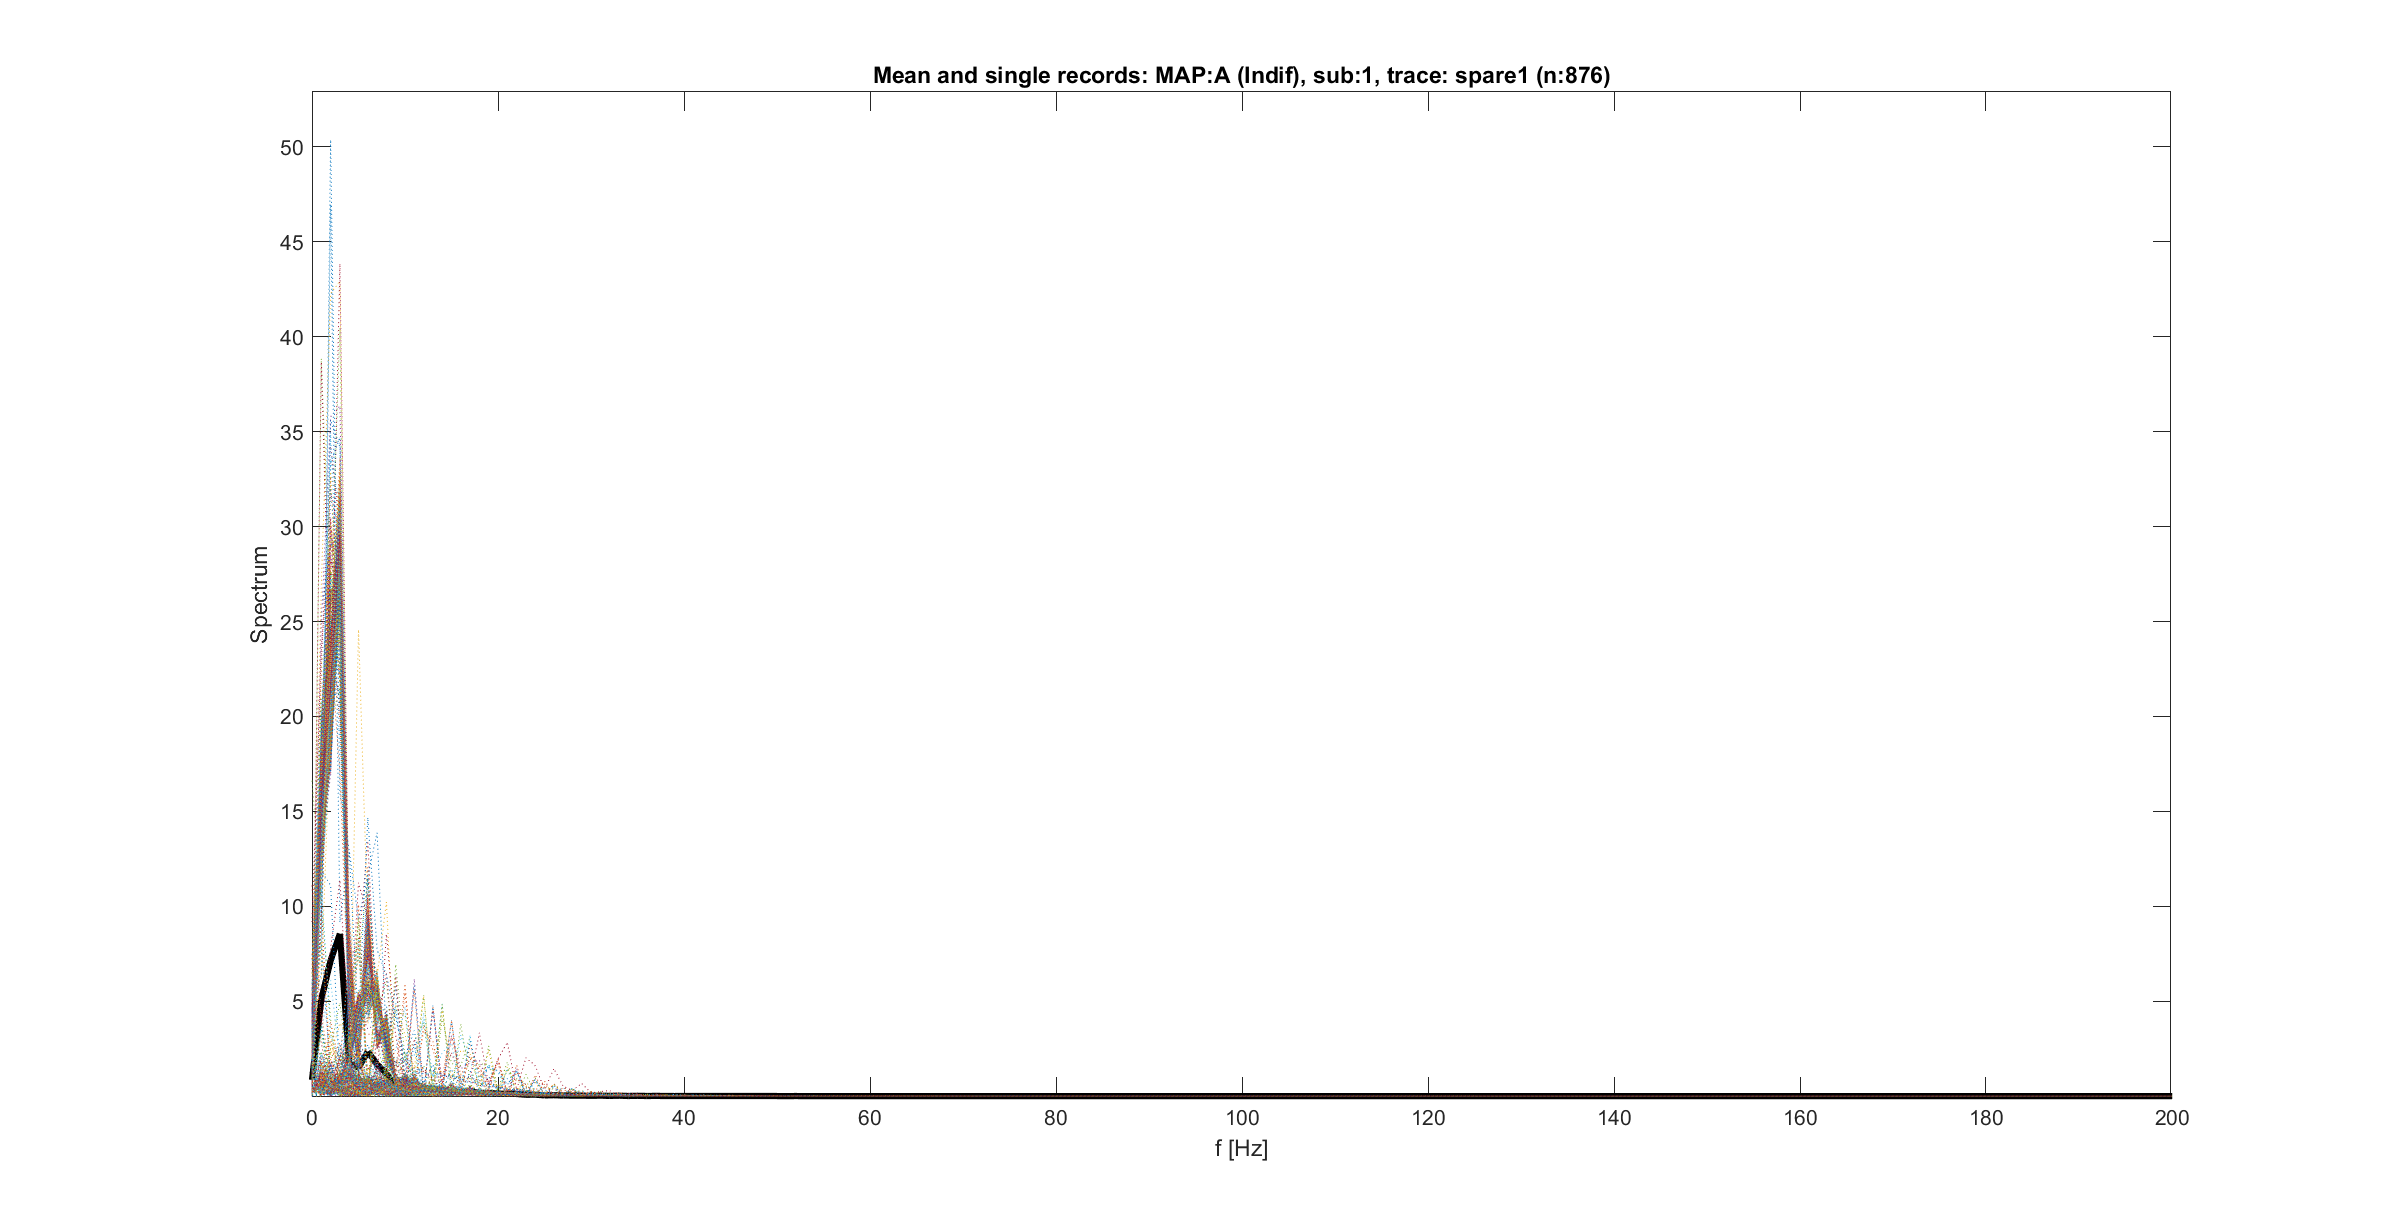 Mean and single records: MAP:A (Indif), sub:1, trace: spare1 (n:876)
50
45
40
35
30
25
20
15
10
5
Spectrum
0 20 40 60 80 100 120 140 160 180 200
f [Hz]